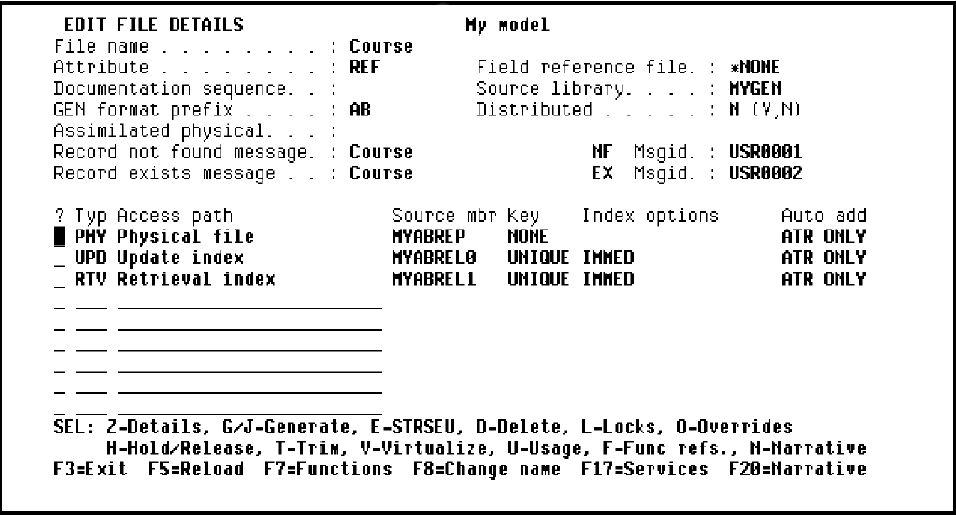 EDIT FILE DETAILS My model
File name . . . . . . . . : Course
Attribute . . . . . . . . : REF Field reference file. : *NONE
Documentation sequence. . : Source library. . . . : MYGEN
GEN format prefix . . . . : AB Distributed . . . . . : N (Y,N)
Assimilated physical. . . :
Record not found message. : Course NF Msgid. : USR0001
Record exists message . . : Course EX Msgid. : USR0002
? Typ Access path Source mbr Key Index options Auto add
PHY Physical file MYABREP NONE ATR ONLY
_ UPD Update index MYABREL0 UNIQUE IMMED ATR ONLY
_ RTV Retrieval index MYABREL1 UNIQUE IMMED ATR ONLY
SEL: Z-Details, G/J-Generate, E-STRSEU, D-Delete, L-Locks, O-Overrides
H-Hold/Release, T-Trim, V-Virtualize, U-Usage, F-Func refs., N-Narrative
F3=Exit F5=Reload F7=Functions F8=Change name F17=Services F20=Narrative